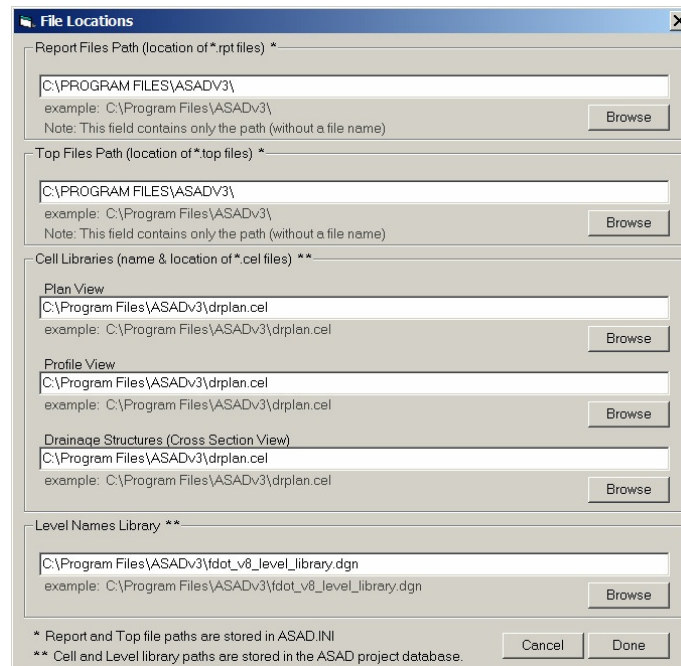 File Locations
Report Files Path (location of *.rpt files)  *
C:\PROGRAM FILES\ASADV3\
example:  C:\Program Files\ASADv3\
Note: This field contains only the path (without a file name)
Browse
Top Files Path (location of *.top files)  *
C:\PROGRAM FILES\ASADV3\
example:  C:\Program Files\ASADv3\
Note: This field contains only the path (without a file name)
Browse
Cell Libraries (name & location of *.cel files)  **
Plan View
C:\Program Files\ASADv3\drplan.cel
example:  C:\Program Files\ASADv3\drplan.cel
Browse
Profile View
C:\Program Files\ASADv3\drplan.cel
example:  C:\Program Files\ASADv3\drplan.cel
Browse
Drainage Structures (Cross Section View)
C:\Program Files\ASADv3\drplan.cel
example:  C:\Program Files\ASADv3\drplan.cel
Browse
Level Names Library  **
C:\Program Files\ASADv3\fdot_v8_level_library.dgn
example:  C:\Program Files\ASADv3\fdot_v8_level_library.dgn
Browse
* Report and Top file paths are stored in ASAD.INI
** Cell and Level library paths are stored in the ASAD project database.
Cancel
Done